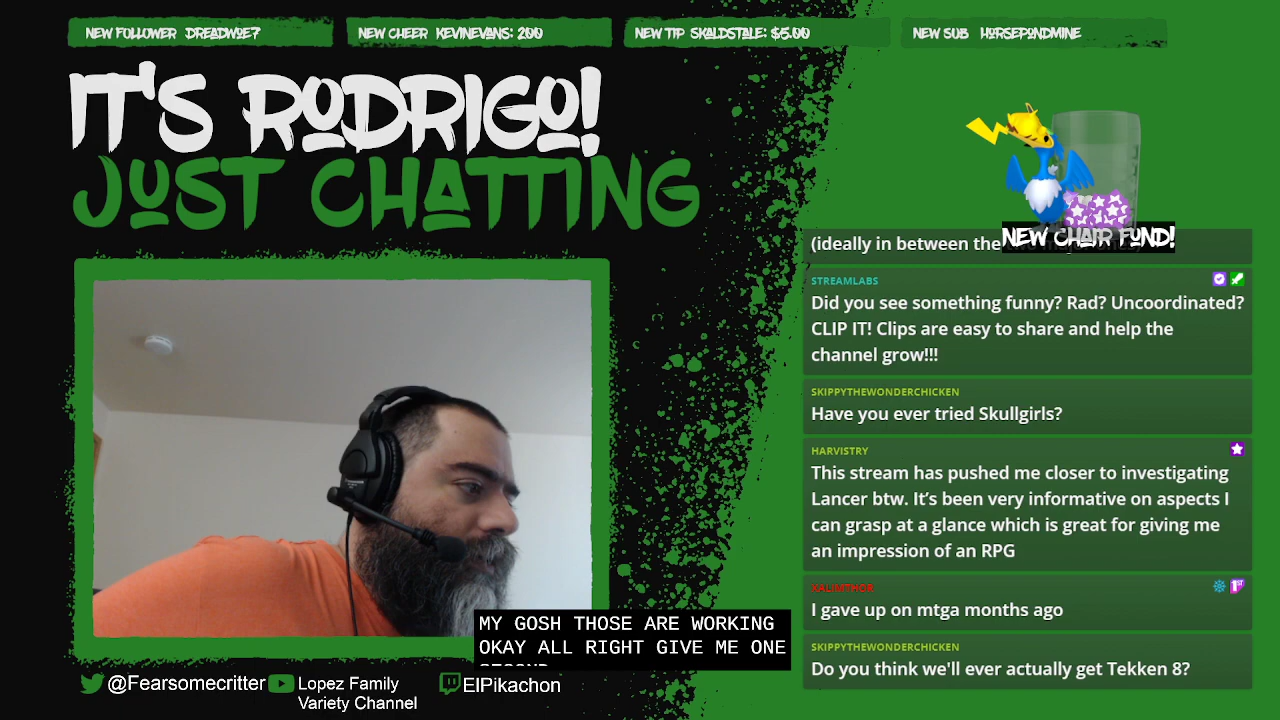 NEW FOLLOWER DREADWOE7
NEW CHEER KEVINEVANS: 200
NEW TIP SKALDSTALE: $5.00
NEW SUB HORSEPONDMINE
IT'S RODRIGO!
JUST CHATTING
(ideally in between the
NEW CHAIR FUND!
STREAMLABS
Did you see something funny? Rad? Uncoordinated?
CLIP IT! Clips are easy to share and help the
channel grow!!!
SKIPPYTHEWONDERCHICKEN
Have you ever tried Skullgirls?
HARVISTRY
This stream has pushed me closer to investigating
Lancer btw. It's been very informative on aspects I
can grasp at a glance which is great for giving me
an impression of an RPG
XALIMTHOR
1ST
I gave up on mtga months ago
SKIPPYTHEWONDERCHICKEN
Do you think we'll ever actually get Tekken 8?
MY GOSH THOSE ARE WORKING
OKAY ALL RIGHT GIVE ME ONE
SECOND
@Fearsomecritter
Lopez Family
Variety Channel
ElPikachon